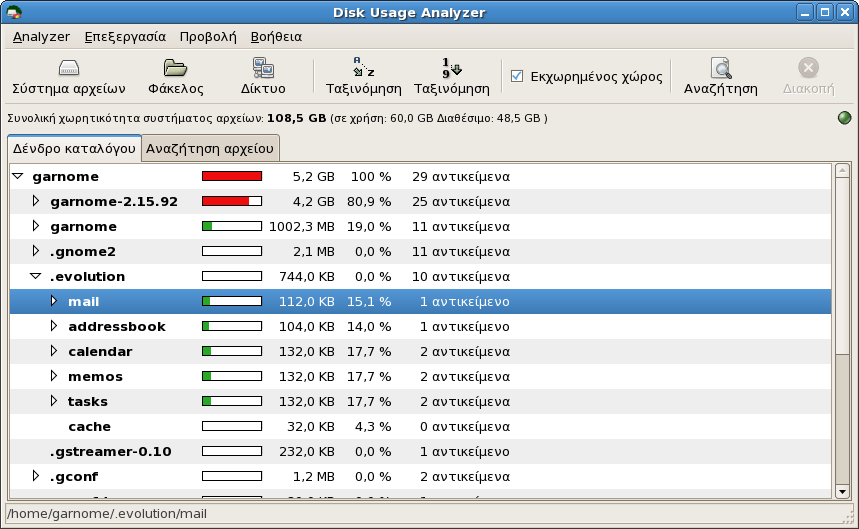 Disk Usage Analyzer
Analyzer Επεξεργασία Προβολή Βοήθεια
A Z 1 9
Σύστημα αρχείων Φάκελος Δίκτυο Ταξινόμηση Ταξινόμηση Εκχωρημένος χώρος Αναζήτηση Διακοπή
Συνολική χωρητικότητα συστήματος αρχείων: 108,5 GB (σε χρήση: 60,0 GB Διαθέσιμο: 48,5 GB )
Δένδρο καταλόγου Αναζήτηση αρχείου
garnome 5,2 GB 100 % 29 αντικείμενα
garnome-2.15.92 4,2 GB 80,9 % 25 αντικείμενα
garnome 1002,3 MB 19,0 % 11 αντικείμενα
.gnome2 2,1 MB 0,0 % 11 αντικείμενα
.evolution 744,0 KB 0,0 % 10 αντικείμενα
mail 112,0 KB 15,1 % 1 αντικείμενο
addressbook 104,0 KB 14,0 % 1 αντικείμενο
calendar 132,0 KB 17,7 % 2 αντικείμενα
memos 132,0 KB 17,7 % 2 αντικείμενα
tasks 132,0 KB 17,7 % 2 αντικείμενα
cache 32,0 KB 4,3 % 0 αντικείμενα
.gstreamer-0.10 232,0 KB 0,0 % 1 αντικείμενο
.gconf 1,2 MB 0,0 % 2 αντικείμενα
/home/garnome/.evolution/mail